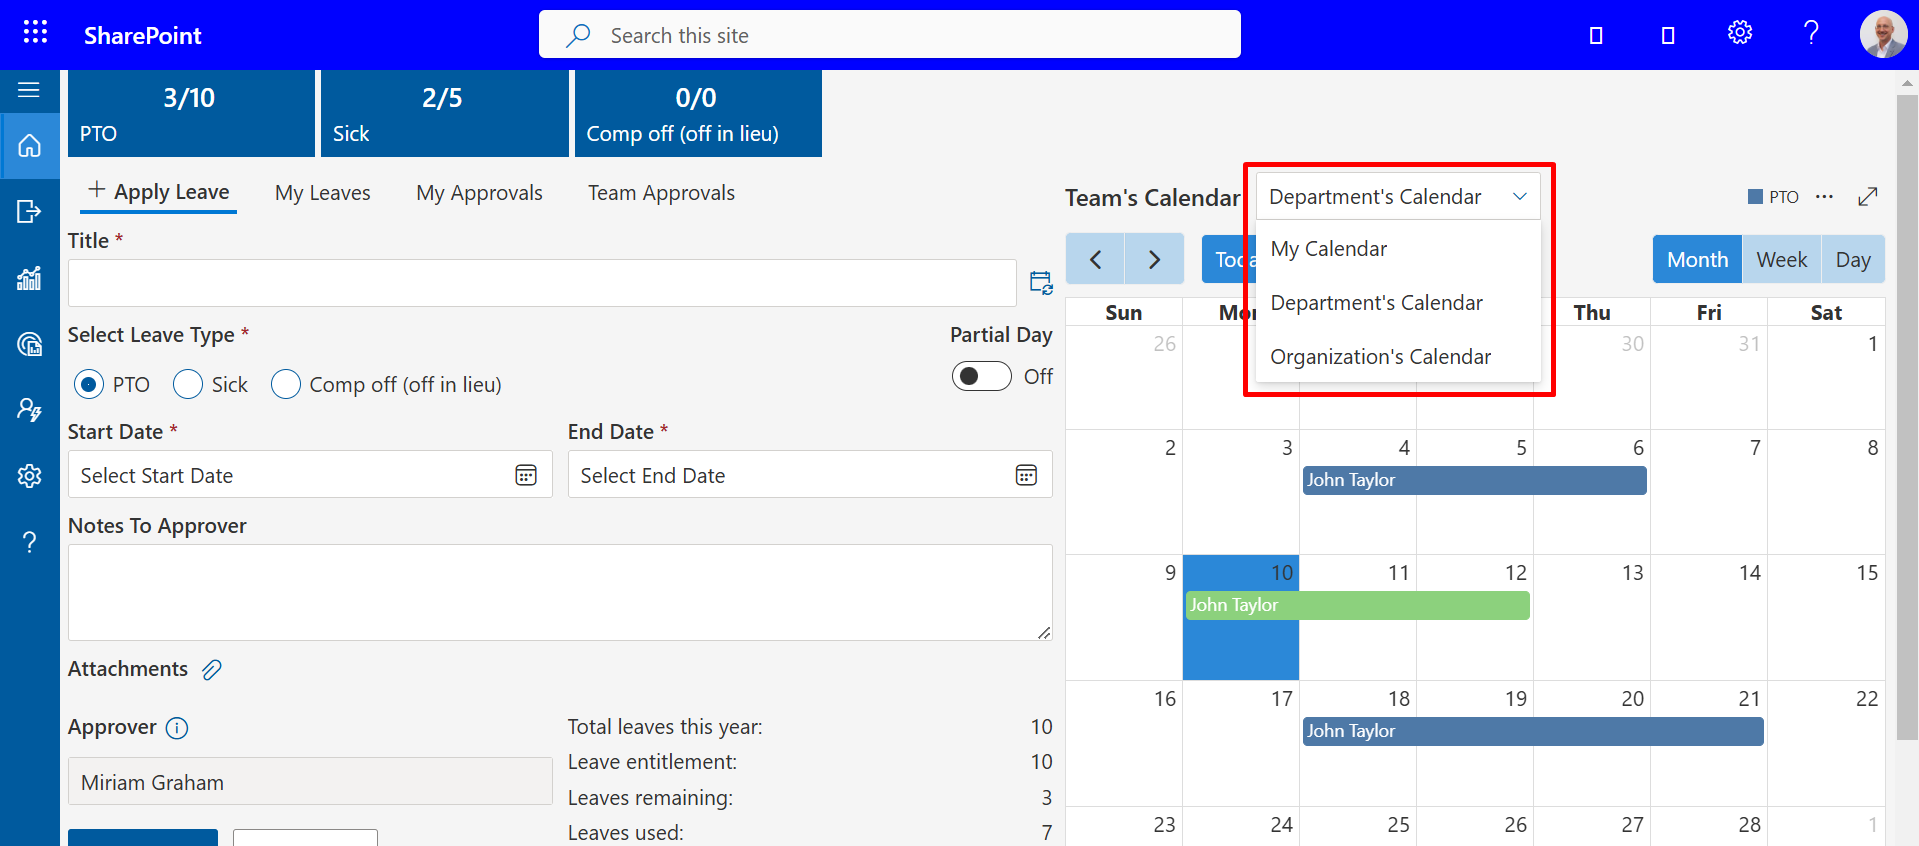 SharePoint
Search this site
3/10
PTO
2/5
Sick
0/0
Comp off (off in lieu)
+ Apply Leave
My Leaves
My Approvals
Team Approvals
Title *
Select Leave Type *
Partial Day
PTO
Sick
Comp off (off in lieu)
Off
Start Date *
End Date *
Select Start Date
Select End Date
Notes To Approver
Attachments
Approver
Miriam Graham
Total leaves this year: 10
Leave entitlement: 10
Leaves remaining: 3
Leaves used: 7
Team's Calendar
Department's Calendar
PTO
My Calendar
Department's Calendar
Organization's Calendar
Month Week Day
Sun Thu Fri Sat
26 30 31 1
2 3 4 5 6 7 8
John Taylor
9 10 11 12 13 14 15
John Taylor
16 17 18 19 20 21 22
John Taylor
23 24 25 26 27 28 1